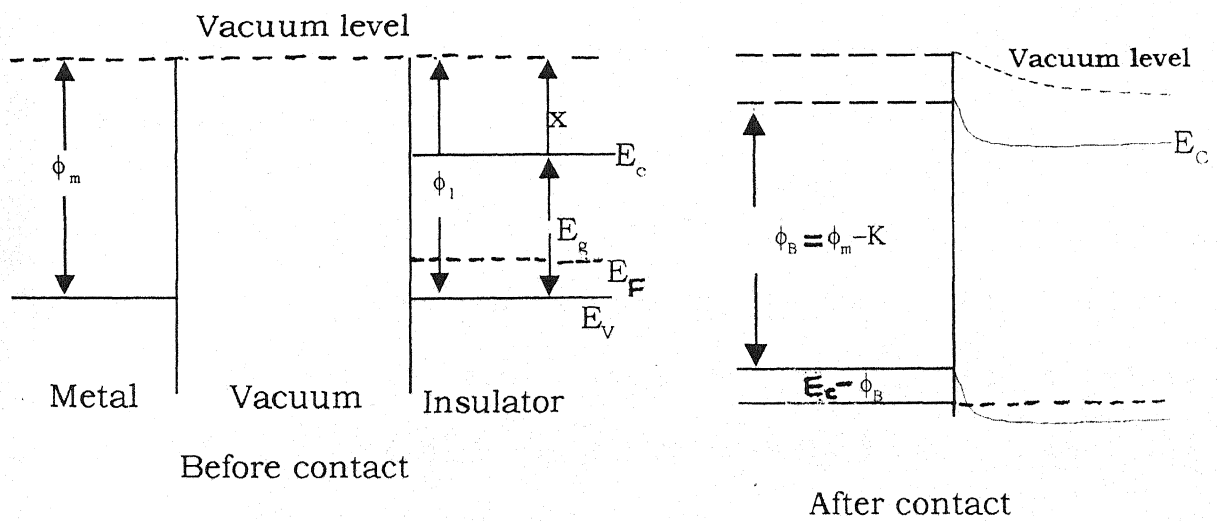 Vacuum level
ϕm
x
Ec
ϕ1
Eg
EF
EV
Metal
Vacuum
Insulator
Before contact
Vacuum level
EC
ϕB = ϕm–K
Ec – ϕB
After contact